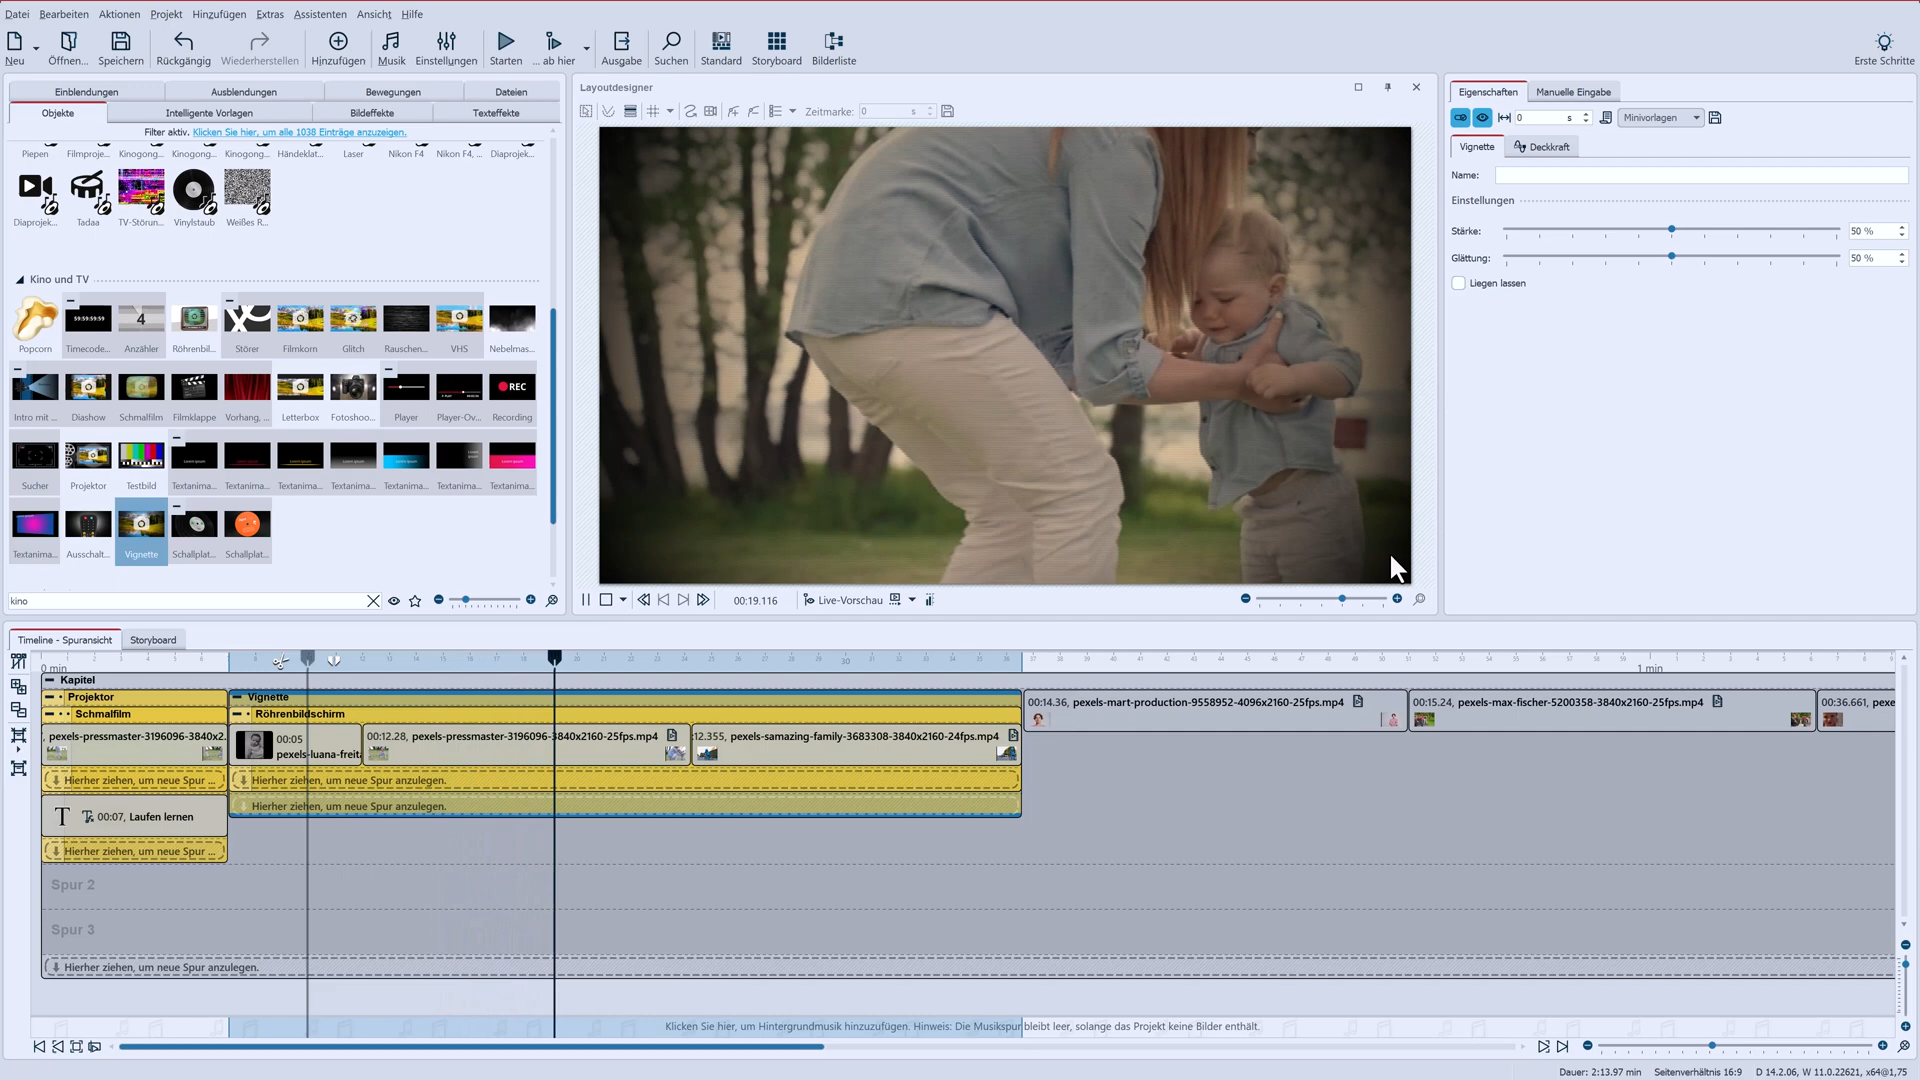 Datei Bearbeiten Aktionen Projekt Hinzufügen Extras Assistenten Ansicht Hilfe
Neu Öffnen... Speichern Rückgängig Wiederherstellen Hinzufügen Musik Einstellungen Starten ... ab hier Ausgabe Suchen Standard Storyboard Bilderliste Erste Schritte
Einblendungen Ausblendungen Bewegungen Dateien
Objekte Intelligente Vorlagen Bildeffekte Texteffekte
Filter aktiv. Klicken Sie hier, um alle 1038 Einträge anzuzeigen.
Piepen Filmproje... Kinogong... Kinogong... Kinogong... Händeklat... Laser Nikon F4 Nikon F4, ... Diaprojek...
Diaprojek... Tadaa TV-Störun... Vinylstaub Weißes R...
Kino und TV
59:59:59:59 4
Popcorn Timecode... Anzähler Röhrenbil... Störer Filmkorn Glitch Rauschen... VHS Nebelmas...
REC
Intro mit ... Diashow Schmalfilm Filmklappe Vorhang, ... Letterbox Fotoshoo... Player Player-Ov... Recording
Sucher Projektor Testbild Textanima... Textanima... Textanima... Textanima... Textanima... Textanima... Textanima...
Textanima... Ausschalt... Vignette Schallplat... Schallplat...
kino
Layoutdesigner
Zeitmarke: 0 s
00:19.116 Live-Vorschau
Eigenschaften Manuelle Eingabe
0 s Minivorlagen
Vignette Deckkraft
Name:
Einstellungen
Stärke: 50 %
Glättung: 50 %
Liegen lassen
Timeline - Spuransicht Storyboard
0 min 30 1 min
Kapitel
Projektor Vignette
Schmalfilm Röhrenbildschirm
00:14.36, pexels-mart-production-9558952-4096x2160-25fps.mp4 00:15.24, pexels-max-fischer-5200358-3840x2160-25fps.mp4 00:36.661, pexe
pexels-pressmaster-3196096-3840x2. 00:05 pexels-luana-freita 00:12.28, pexels-pressmaster-3196096-3840x2160-25fps.mp4 :12.355, pexels-samazing-family-3683308-3840x2160-24fps.mp4
Hierher ziehen, um neue Spur ... Hierher ziehen, um neue Spur anzulegen.
Hierher ziehen, um neue Spur anzulegen.
T 00:07, Laufen lernen
Hierher ziehen, um neue Spur ...
Spur 2
Spur 3
Hierher ziehen, um neue Spur anzulegen.
Klicken Sie hier, um Hintergrundmusik hinzuzufügen. Hinweis: Die Musikspur bleibt leer, solange das Projekt keine Bilder enthält.
Dauer: 2:13.97 min Seitenverhältnis 16:9 D 14.2.06, W 11.0.22621, x64@1,75